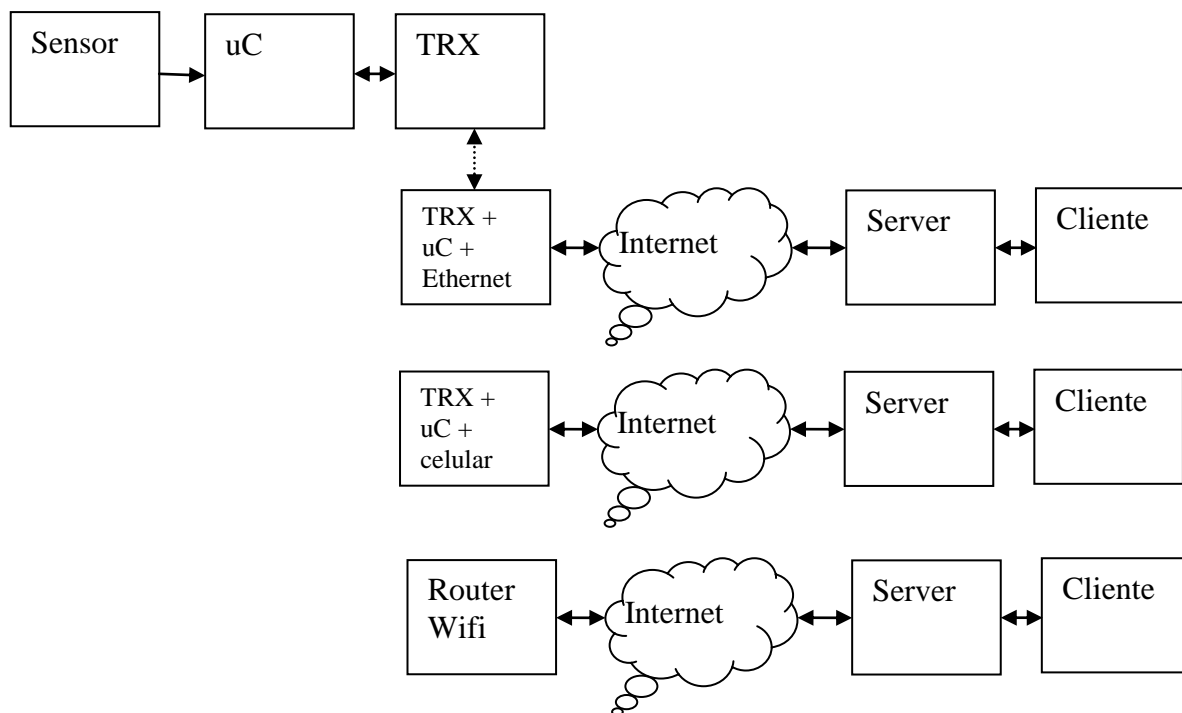 Sensor
uC
TRX
TRX +
uC +
Ethernet
Internet
Server
Cliente
TRX +
uC +
celular
Internet
Server
Cliente
Router
Wifi
Internet
Server
Cliente